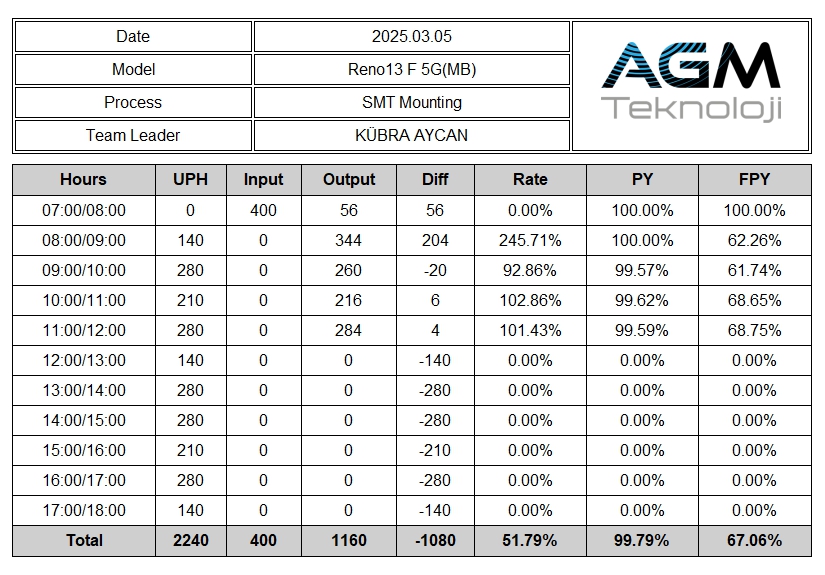 Date 2025.03.05
Model Reno13 F 5G(MB)
Process SMT Mounting
Team Leader KÜBRA AYCAN
AGM
Teknoloji
Hours UPH Input Output Diff Rate PY FPY
07:00/08:00 0 400 56 56 0.00% 100.00% 100.00%
08:00/09:00 140 0 344 204 245.71% 100.00% 62.26%
09:00/10:00 280 0 260 -20 92.86% 99.57% 61.74%
10:00/11:00 210 0 216 6 102.86% 99.62% 68.65%
11:00/12:00 280 0 284 4 101.43% 99.59% 68.75%
12:00/13:00 140 0 0 -140 0.00% 0.00% 0.00%
13:00/14:00 280 0 0 -280 0.00% 0.00% 0.00%
14:00/15:00 280 0 0 -280 0.00% 0.00% 0.00%
15:00/16:00 210 0 0 -210 0.00% 0.00% 0.00%
16:00/17:00 280 0 0 -280 0.00% 0.00% 0.00%
17:00/18:00 140 0 0 -140 0.00% 0.00% 0.00%
Total 2240 400 1160 -1080 51.79% 99.79% 67.06%